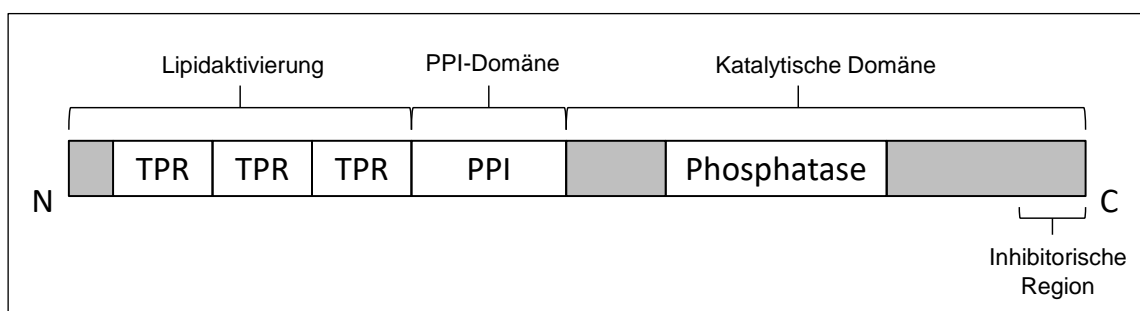 Lipidaktivierung PPI-Domäne Katalytische Domäne
TPR TPR TPR PPI Phosphatase
N C
Inhibitorische
Region